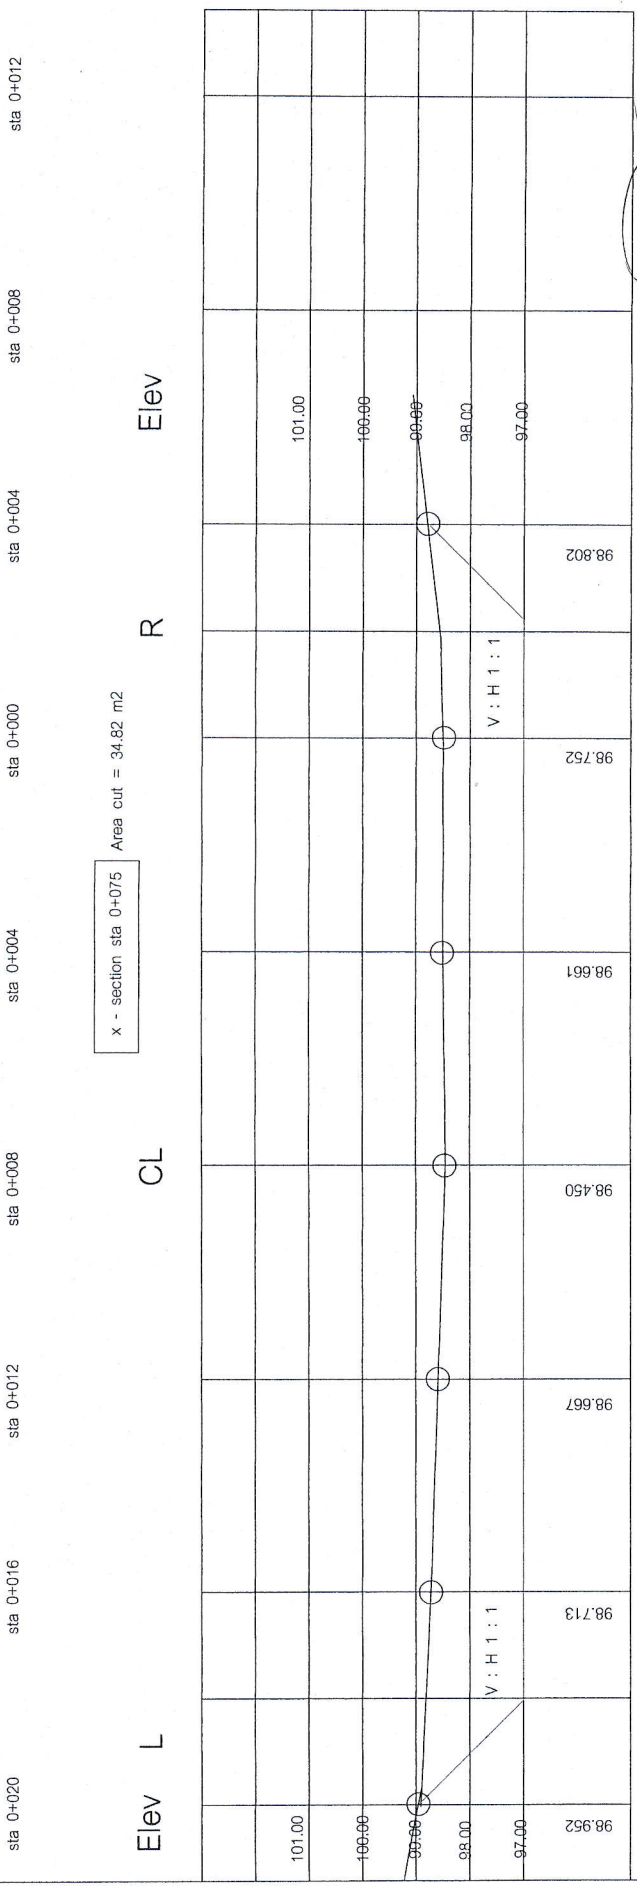 sta 0+020 sta 0+016 sta 0+012 sta 0+008 sta 0+004 sta 0+000 sta 0+004 sta 0+008 sta 0+012
x - section sta 0+075 Area cut = 34.82 m2
Elev L CL R Elev
101.00 101.00
100.00 100.00
99.00 99.00
98.00 98.00
V : H 1 : 1 V : H 1 : 1
97.00 97.00
98.952 98.713 98.667 98.450 98.661 98.752 98.802